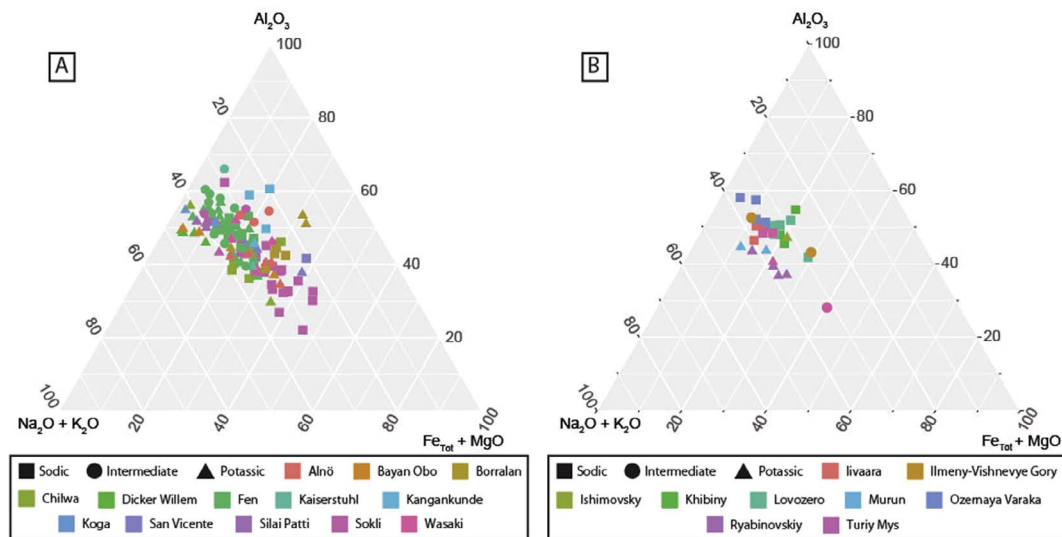 Al₂O₃
100
A
20
80
40
60
60
40
80
20
100
Na₂O + K₂O
20
40
60
80
100
Fe_Tot + MgO
Sodic Intermediate Potassic Alnö Bayan Obo Borralan
Chilwa Dicker Willem Fen Kaiserstuhl Kangankunde
Koga San Vicente Silai Patti Sokli Wasaki
Al₂O₃
100
B
20
80
40
60
60
40
80
20
100
Na₂O + K₂O
20
40
60
80
100
Fe_Tot + MgO
Sodic Intermediate Potassic Iivaara Ilmeny-Vishnevye Gory
Ishimovsky Khibiny Lovozero Murun Ozernaya Varaka
Ryabinovskiy Turiy Mys